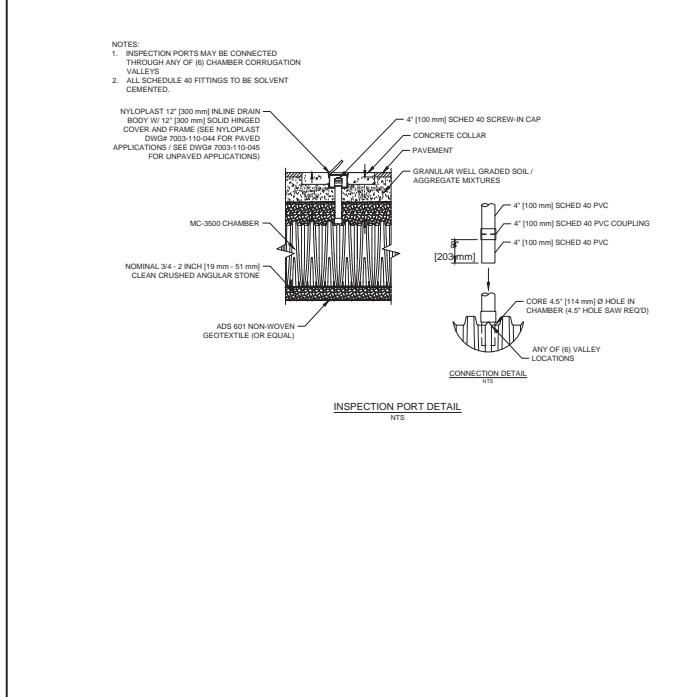 NOTES:
1. INSPECTION PORTS MAY BE CONNECTED
THROUGH ANY OF (6) CHAMBER CORRUGATION
VALLEYS
2. ALL SCHEDULE 40 FITTINGS TO BE SOLVENT
CEMENTED.
NYLOPLAST 12" [300 mm] INLINE DRAIN
BODY W/ 12" [300 mm] SOLID HINGED
COVER AND FRAME (SEE NYLOPLAST
DWG# 7003-110-044 FOR PAVED
APPLICATIONS / SEE DWG# 7003-110-045
FOR UNPAVED APPLICATIONS)
4" [100 mm] SCHED 40 SCREW-IN CAP
CONCRETE COLLAR
PAVEMENT
GRANULAR WELL GRADED SOIL /
AGGREGATE MIXTURES
MC-3500 CHAMBER
NOMINAL 3/4 - 2 INCH [19 mm - 51 mm]
CLEAN CRUSHED ANGULAR STONE
ADS 601 NON-WOVEN
GEOTEXTILE (OR EQUAL)
4" [100 mm] SCHED 40 PVC
4" [100 mm] SCHED 40 PVC COUPLING
4" [100 mm] SCHED 40 PVC
8"
[203 mm]
CORE 4.5" [114 mm] Ø HOLE IN
CHAMBER (4.5" HOLE SAW REQ'D)
ANY OF (6) VALLEY
LOCATIONS
CONNECTION DETAIL
NTS
INSPECTION PORT DETAIL
NTS